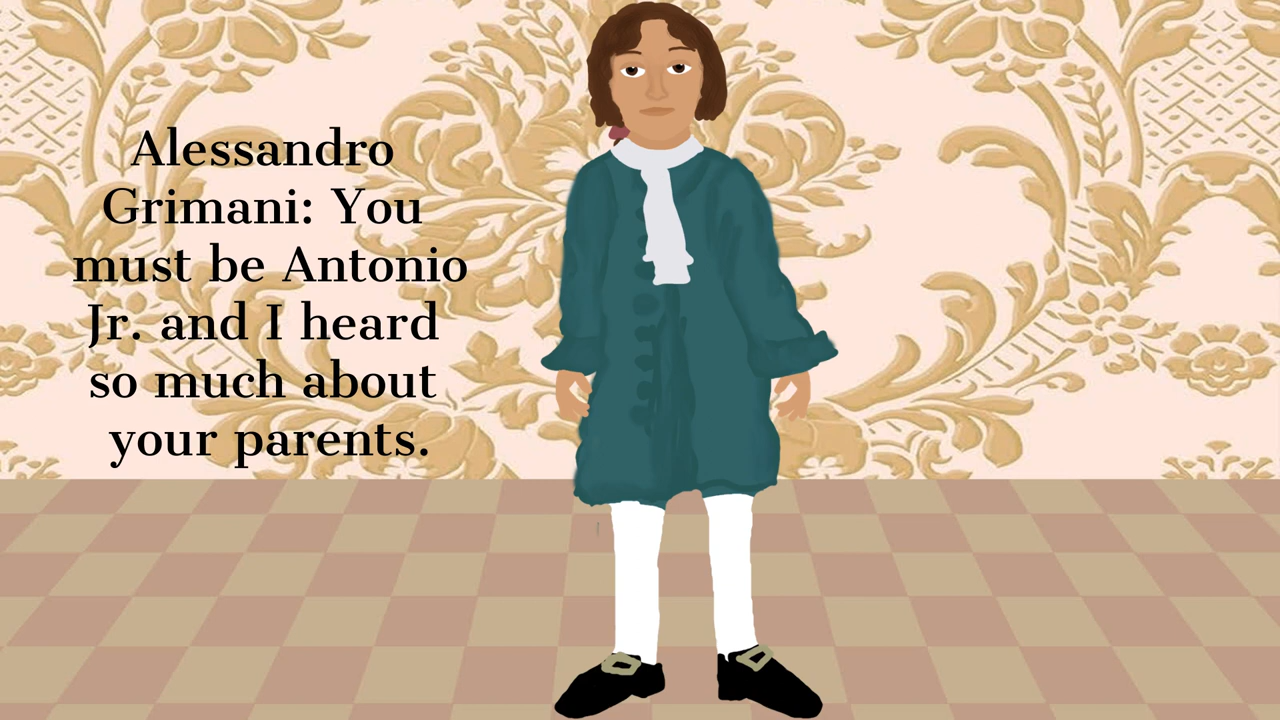 Alessandro
Grimani: You
must be Antonio
Jr. and I heard
so much about
your parents.